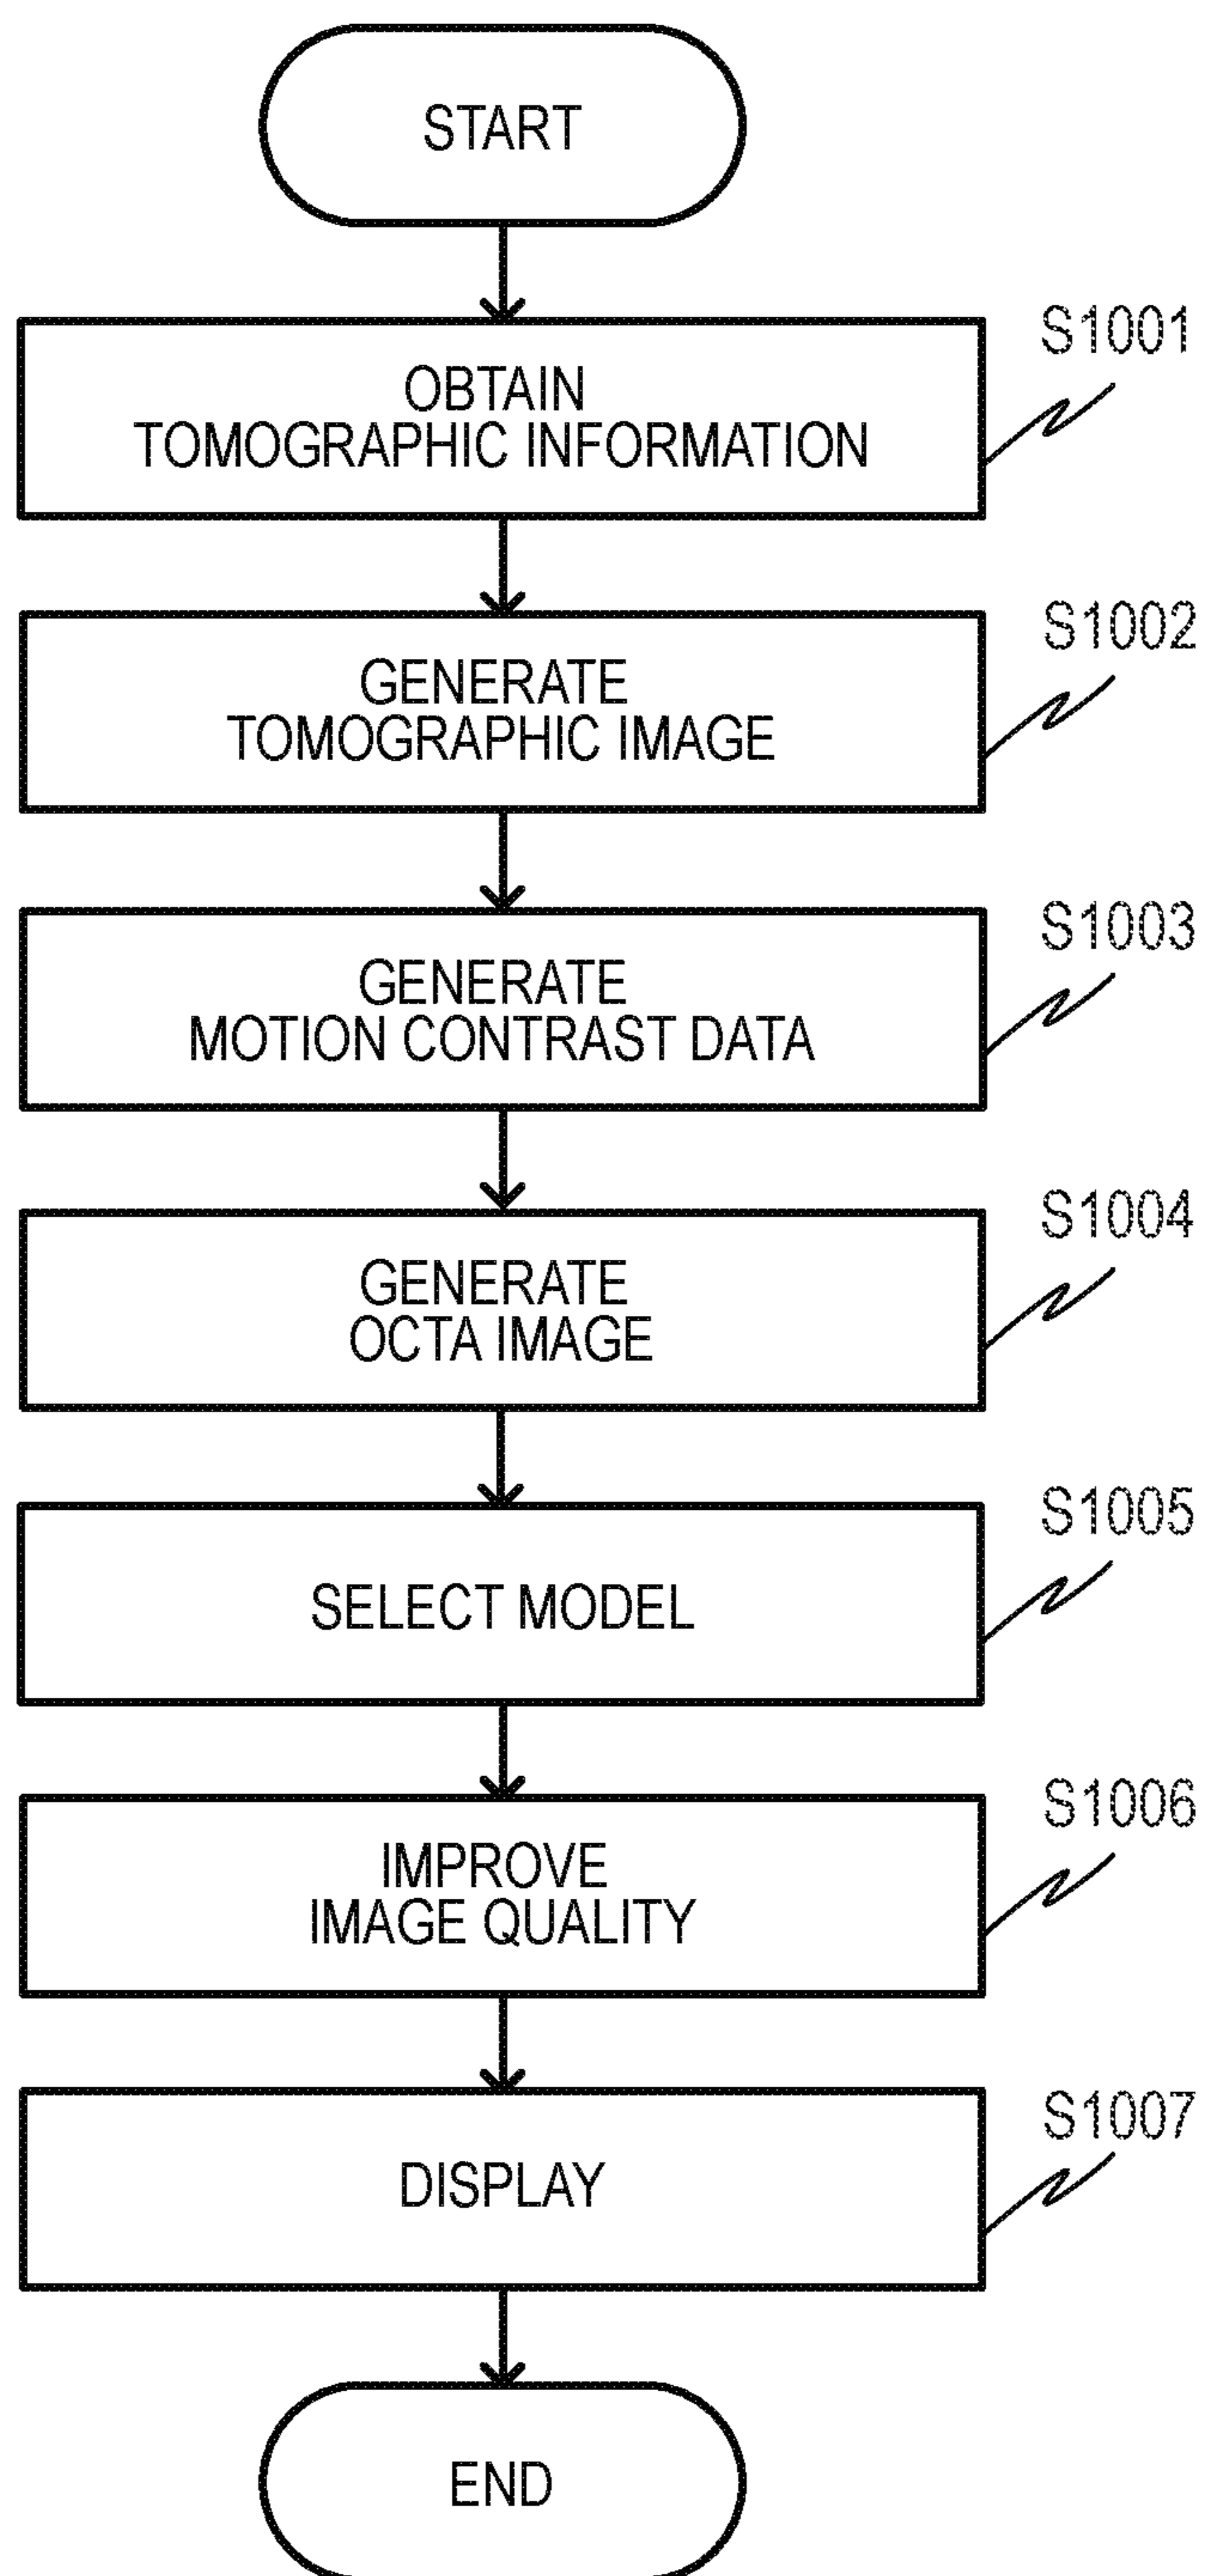 START
S1001
OBTAIN
TOMOGRAPHIC INFORMATION
S1002
GENERATE
TOMOGRAPHIC IMAGE
S1003
GENERATE
MOTION CONTRAST DATA
S1004
GENERATE
OCTA IMAGE
S1005
SELECT MODEL
S1006
IMPROVE
IMAGE QUALITY
S1007
DISPLAY
END